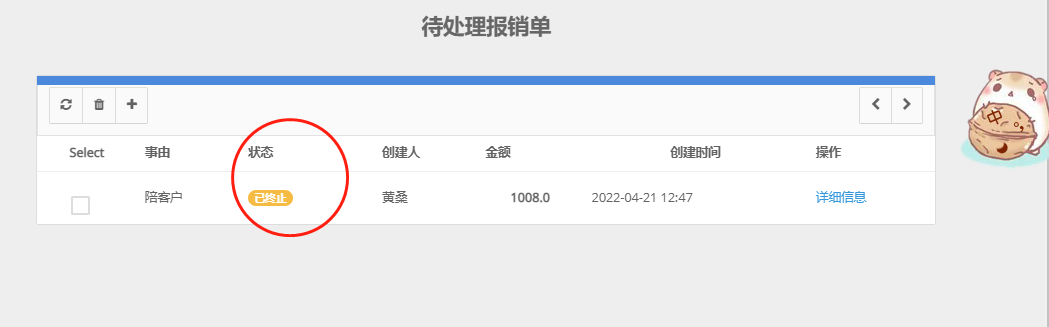 待处理报销单
Select 事由 状态 创建人 金额 创建时间 操作
陪客户 已终止 黄桑 1008.0 2022-04-21 12:47 详细信息
中